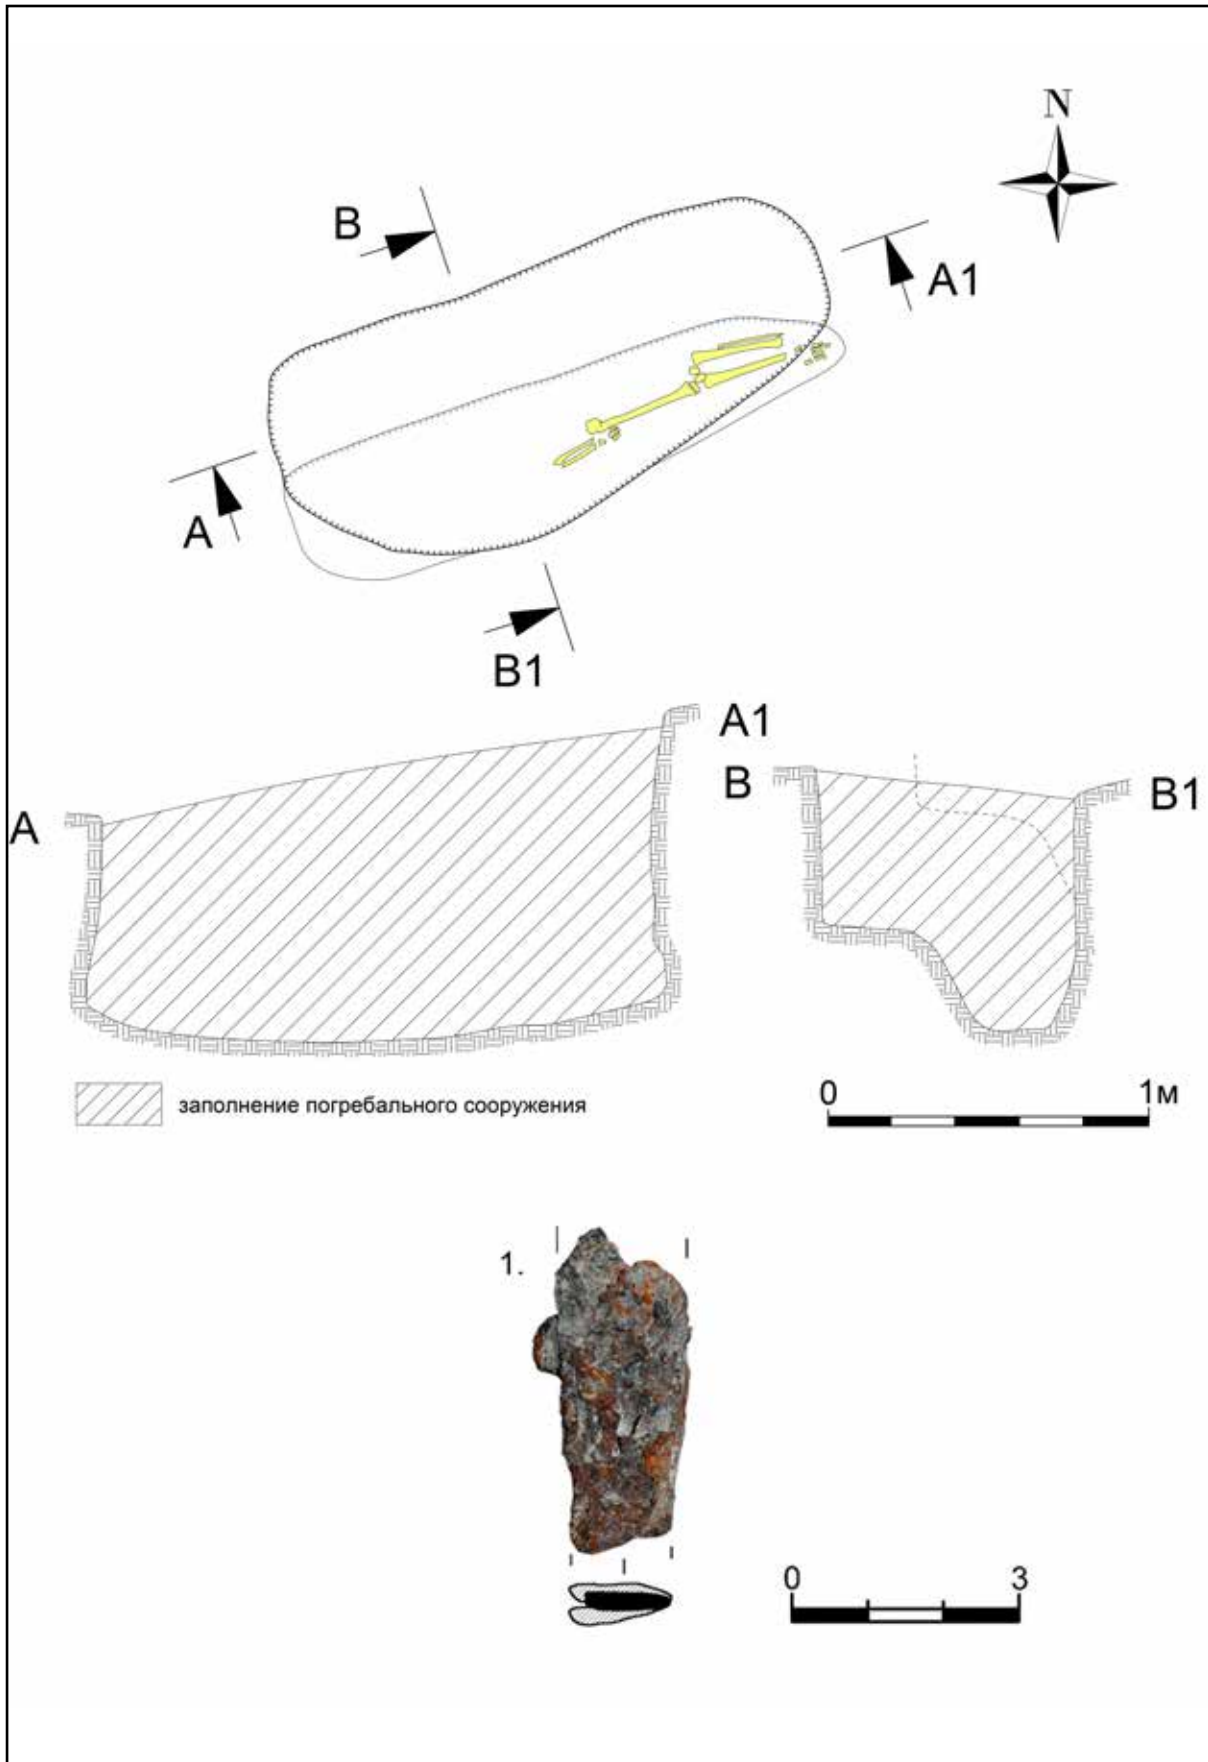 N
B
A1
A
B1
A1
B
B1
A
0 1м
заполнение погребального сооружения
1.
0 3